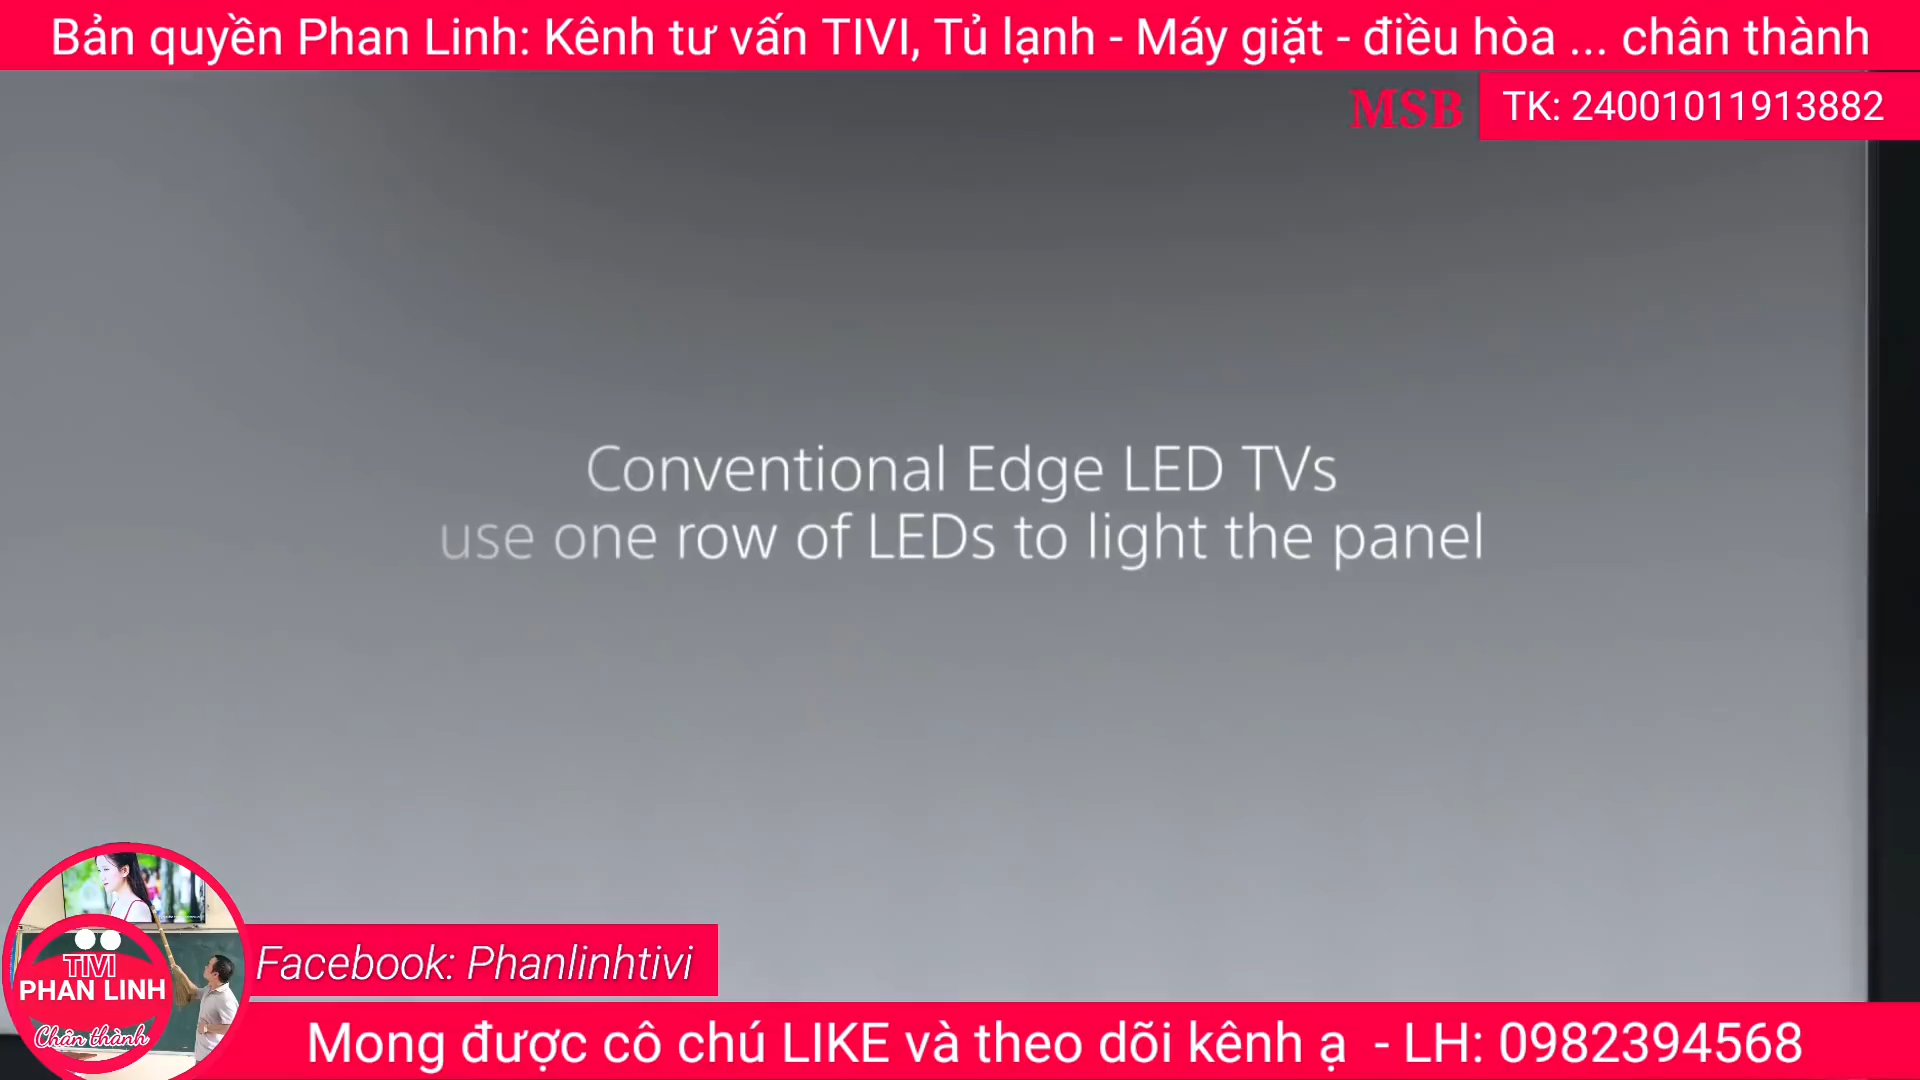 Bản quyền Phan Linh: Kênh tư vấn TIVI, Tủ lạnh - Máy giặt - điều hòa ... chân thành
MSB TK: 24001011913882
Conventional Edge LED TVs
use one row of LEDs to light the panel
TIVI
PHAN LINH
Chân thành
Facebook: Phanlinhtivi
Mong được cô chú LIKE và theo dõi kênh ạ - LH: 0982394568